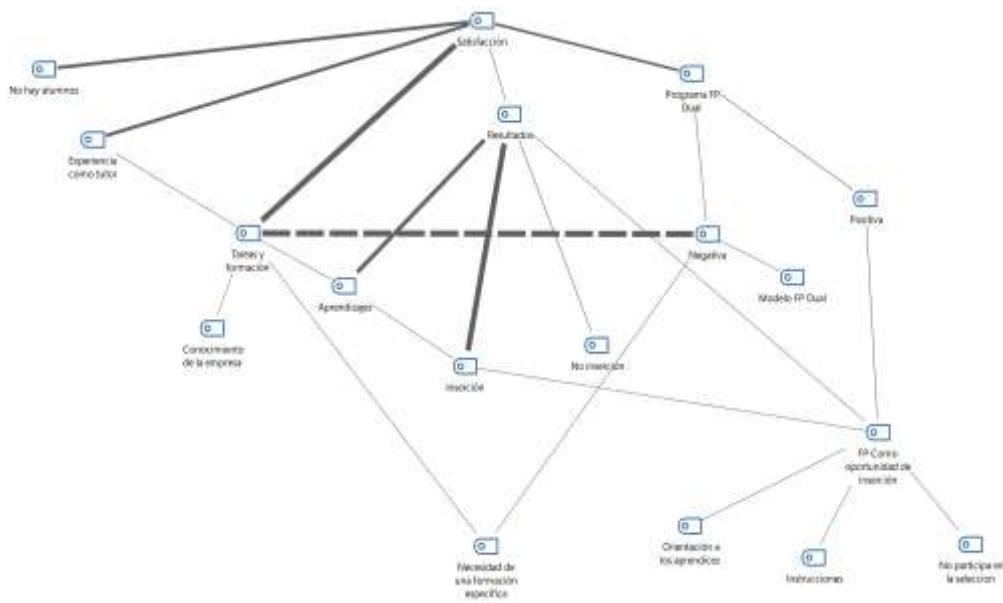 Satisfacción
No hay alumnos
Programa FP
Dual
Resultados
Experiencia
como tutor
Positiva
Tareas y
formación
Negativa
Modelo FP Dual
Aprendizajes
Conocimiento
de la empresa
No inserción
Inserción
FP Como
oportunidad de
inserción
Orientación a
los aprendices
Necesidad de
una formación
específica
Instrucciones
No participa en
la selección